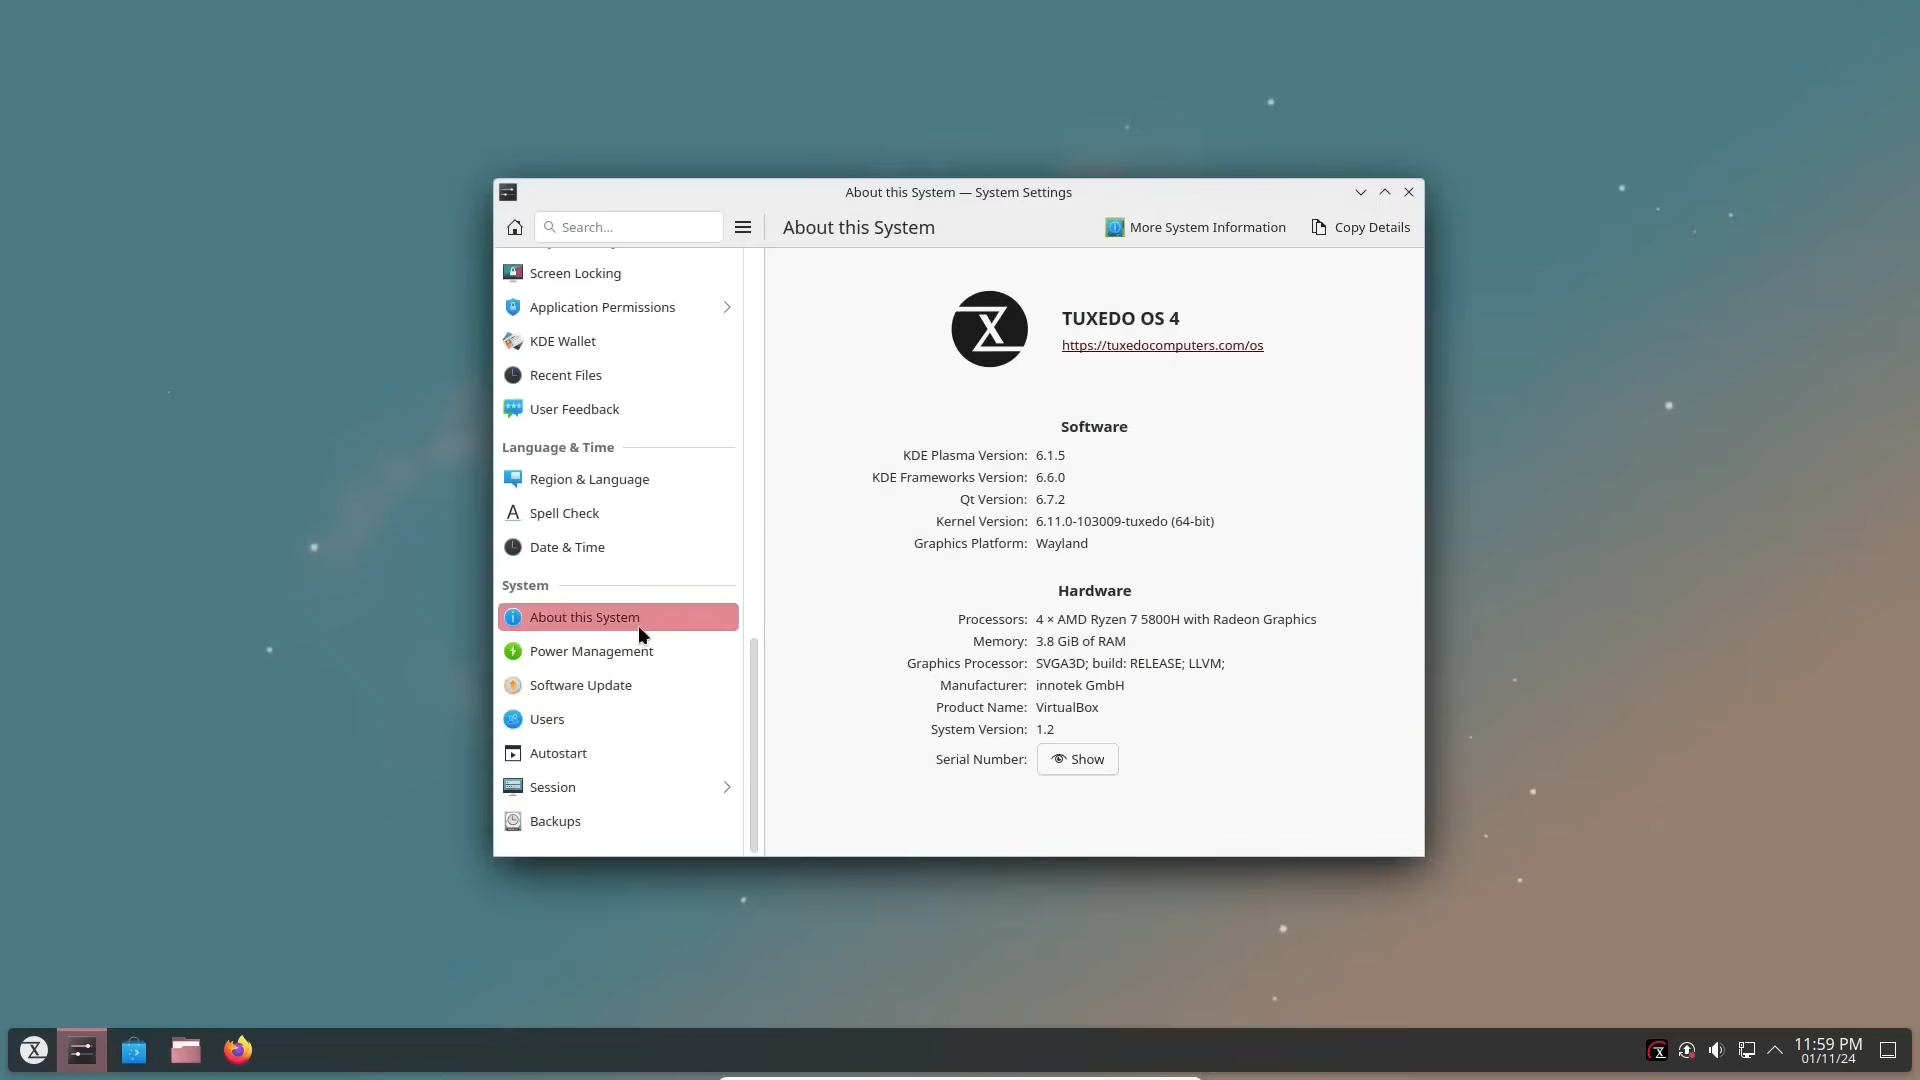 About this System — System Settings
Search...
About this System
More System Information
Copy Details
Screen Locking
Application Permissions
KDE Wallet
Recent Files
User Feedback
Language & Time
Region & Language
Spell Check
Date & Time
System
About this System
Power Management
Software Update
Users
Autostart
Session
Backups
TUXEDO OS 4
https://tuxedocomputers.com/os
Software
KDE Plasma Version: 6.1.5
KDE Frameworks Version: 6.6.0
Qt Version: 6.7.2
Kernel Version: 6.11.0-103009-tuxedo (64-bit)
Graphics Platform: Wayland
Hardware
Processors: 4 × AMD Ryzen 7 5800H with Radeon Graphics
Memory: 3.8 GiB of RAM
Graphics Processor: SVGA3D; build: RELEASE; LLVM;
Manufacturer: innotek GmbH
Product Name: VirtualBox
System Version: 1.2
Serial Number: Show
11:59 PM
01/11/24